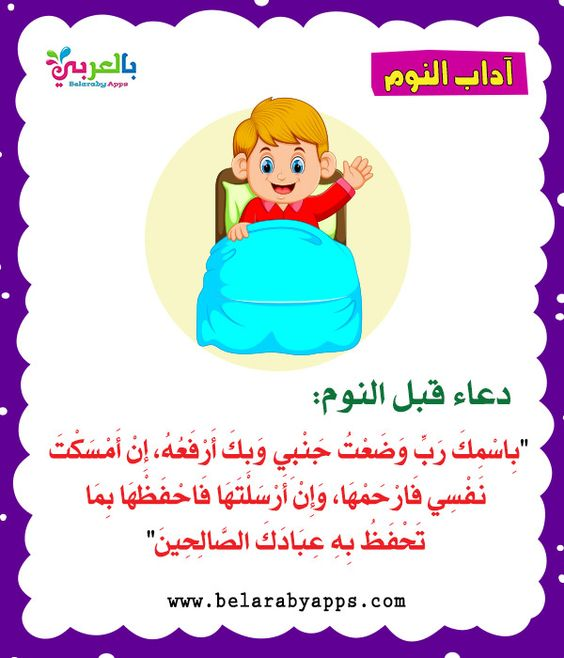 آداب النوم
بالعربي
Belaraby Apps
دعاء قبل النوم:
"بِاسْمِكَ رَبِّ وَضَعْتُ جَنْبِي وَبِكَ أَرْفَعُهُ، إِنْ أَمْسَكْتَ
نَفْسِي فَارْحَمْهَا، وَإِنْ أَرْسَلْتَهَا فَاحْفَظْهَا بِمَا
تَحْفَظُ بِهِ عِبَادَكَ الصَّالِحِينَ"
www.belarabyapps.com